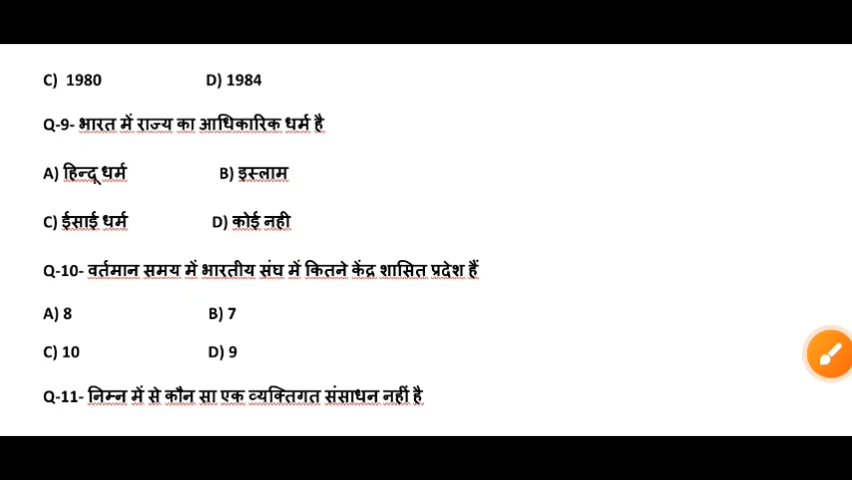 C) 1980 D) 1984
Q-9- भारत में राज्य का आधिकारिक धर्म है
A) हिन्दू धर्म B) इस्लाम
C) ईसाई धर्म D) कोई नही
Q-10- वर्तमान समय में भारतीय संघ में कितने केंद्र शासित प्रदेश हैं
A) 8 B) 7
C) 10 D) 9
Q-11- निम्न में से कौन सा एक व्यक्तिगत संसाधन नहीं है